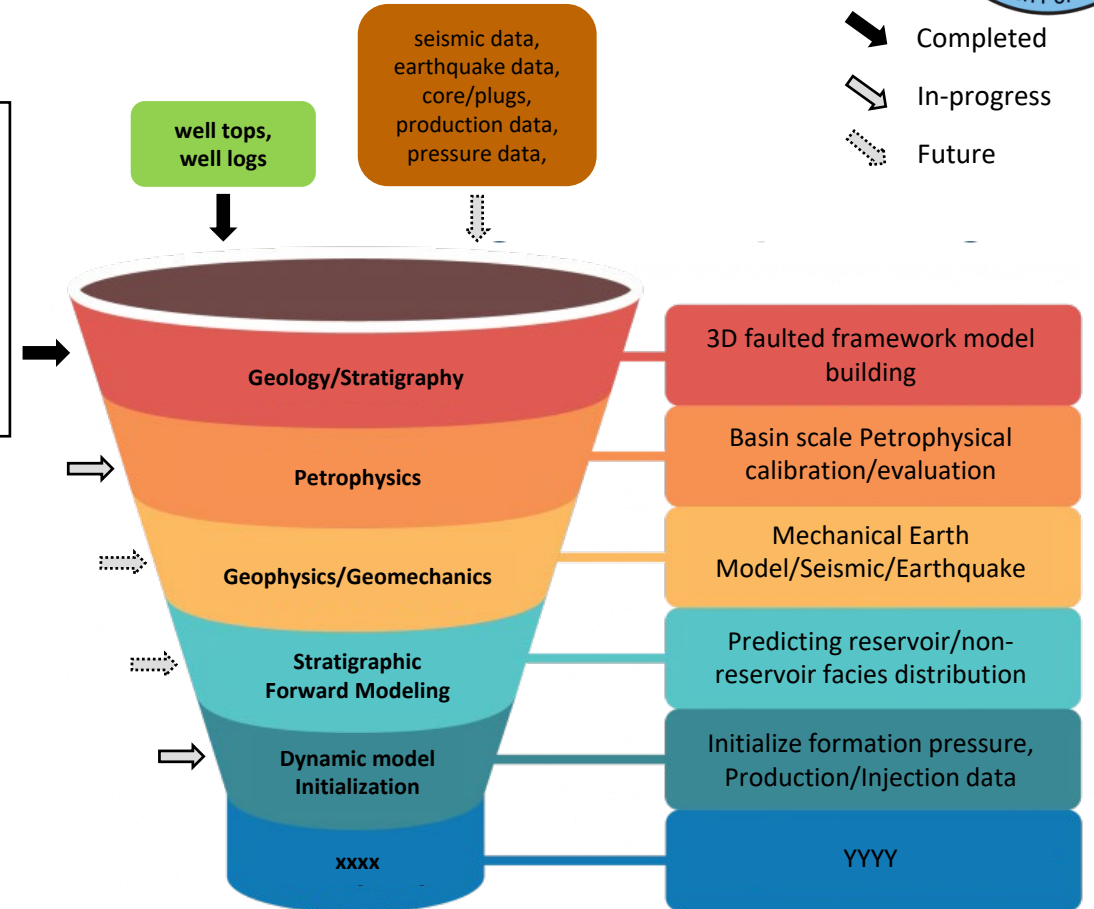 seismic data,
earthquake data,
core/plugs,
production data,
pressure data,
well tops,
well logs
Completed
In-progress
Future
Geology/Stratigraphy
3D faulted framework model
building
Petrophysics
Basin scale Petrophysical
calibration/evaluation
Geophysics/Geomechanics
Mechanical Earth
Model/Seismic/Earthquake
Stratigraphic
Forward Modeling
Predicting reservoir/non-
reservoir facies distribution
Dynamic model
Initialization
Initialize formation pressure,
Production/Injection data
xxxx
YYYY